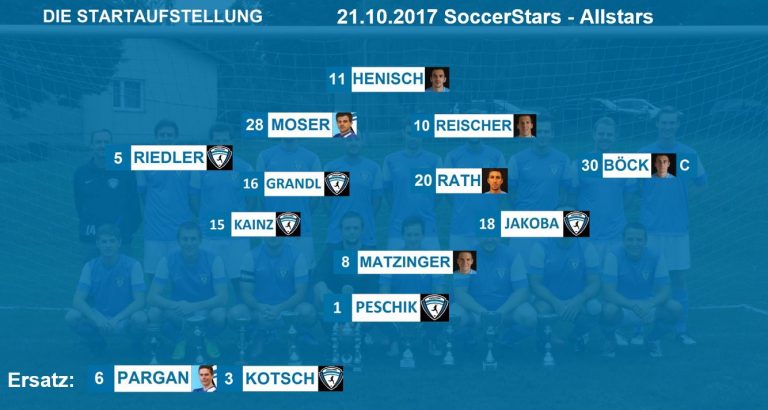 DIE STARTAUFSTELLUNG 21.10.2017 SoccerStars - Allstars
11 HENISCH
28 MOSER 10 REISCHER
5 RIEDLER 30 BÖCK C
16 GRANDL 20 RATH
15 KAINZ 18 JAKOBA
8 MATZINGER
1 PESCHIK
Ersatz: 6 PARGAN 3 KOTSCH